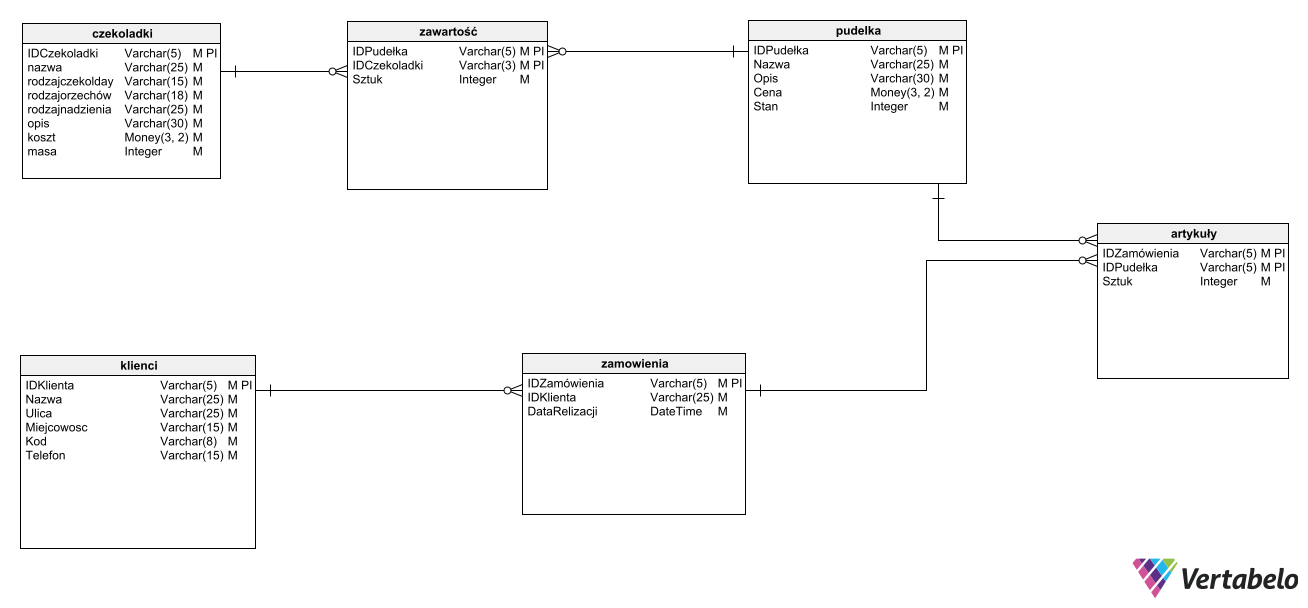 czekoladki
IDCzekoladki Varchar(5) M PI
nazwa Varchar(25) M
rodzajczekolday Varchar(15) M
rodzajorzechów Varchar(18) M
rodzajnadzienia Varchar(25) M
opis Varchar(30) M
koszt Money(3, 2) M
masa Integer M
zawartość
IDPudełka Varchar(5) M PI
IDCzekoladki Varchar(3) M PI
Sztuk Integer M
pudelka
IDPudełka Varchar(5) M PI
Nazwa Varchar(25) M
Opis Varchar(30) M
Cena Money(3, 2) M
Stan Integer M
artykuły
IDZamówienia Varchar(5) M PI
IDPudełka Varchar(5) M PI
Sztuk Integer M
klienci
IDKlienta Varchar(5) M PI
Nazwa Varchar(25) M
Ulica Varchar(25) M
Miejcowosc Varchar(15) M
Kod Varchar(8) M
Telefon Varchar(15) M
zamowienia
IDZamówienia Varchar(5) M PI
IDKlienta Varchar(25) M
DataRelizacji DateTime M
Vertabelo